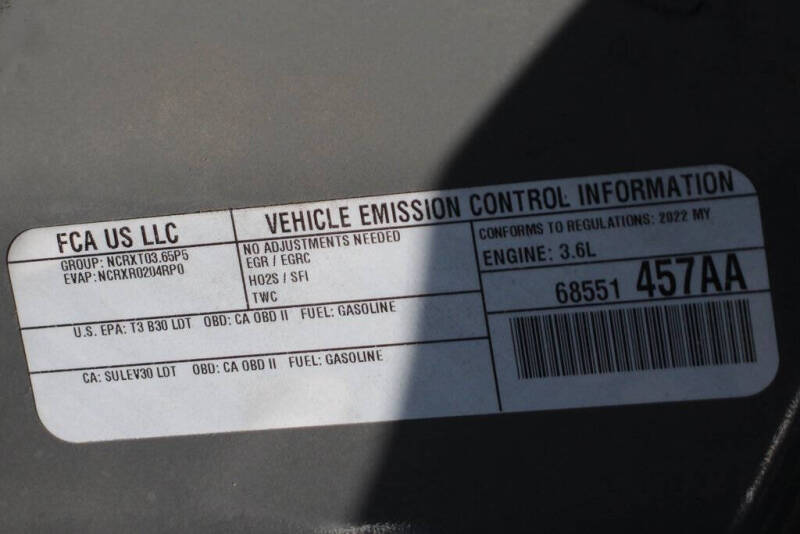 FCA US LLC
GROUP: NCRXT03.65P5
EVAP: NCRXR0204RP0
VEHICLE EMISSION CONTROL INFORMATION
NO ADJUSTMENTS NEEDED
EGR / EGRC
HO2S / SFI
TWC
CONFORMS TO REGULATIONS: 2022 MY
ENGINE: 3.6L
68551 457AA
U.S. EPA: T3 B30 LDT OBD: CA OBD II FUEL: GASOLINE
CA: SULEV30 LDT OBD: CA OBD II FUEL: GASOLINE